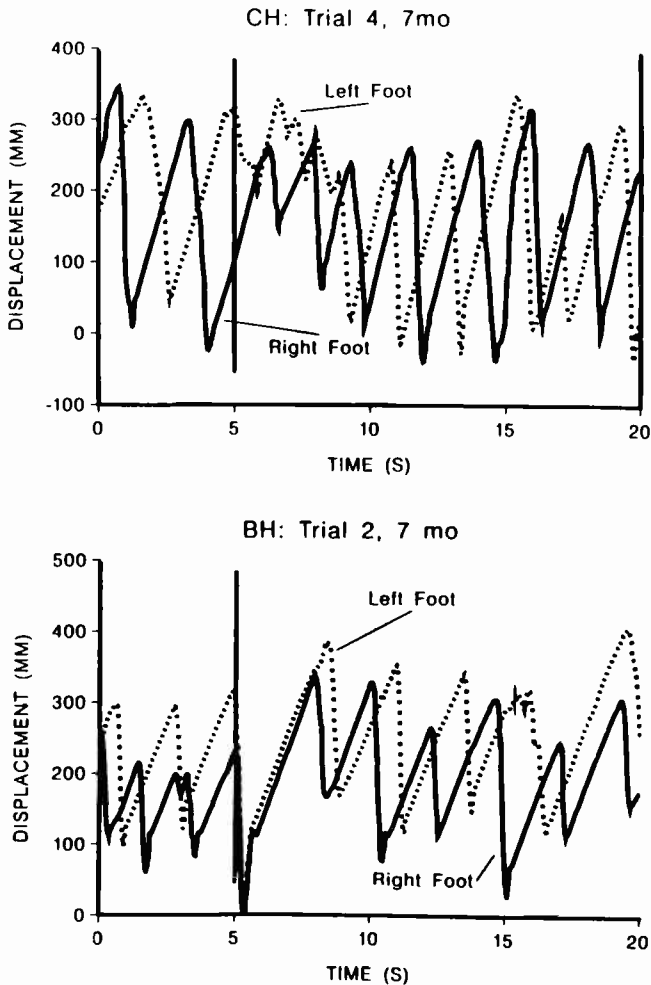 CH: Trial 4, 7mo
400
300
200
100
0
-100
DISPLACEMENT (MM)
Left Foot
Right Foot
0 5 10 15 20
TIME (S)
BH: Trial 2, 7 mo
500
400
300
200
100
0
DISPLACEMENT (MM)
Left Foot
Right Foot
0 5 10 15 20
TIME (S)